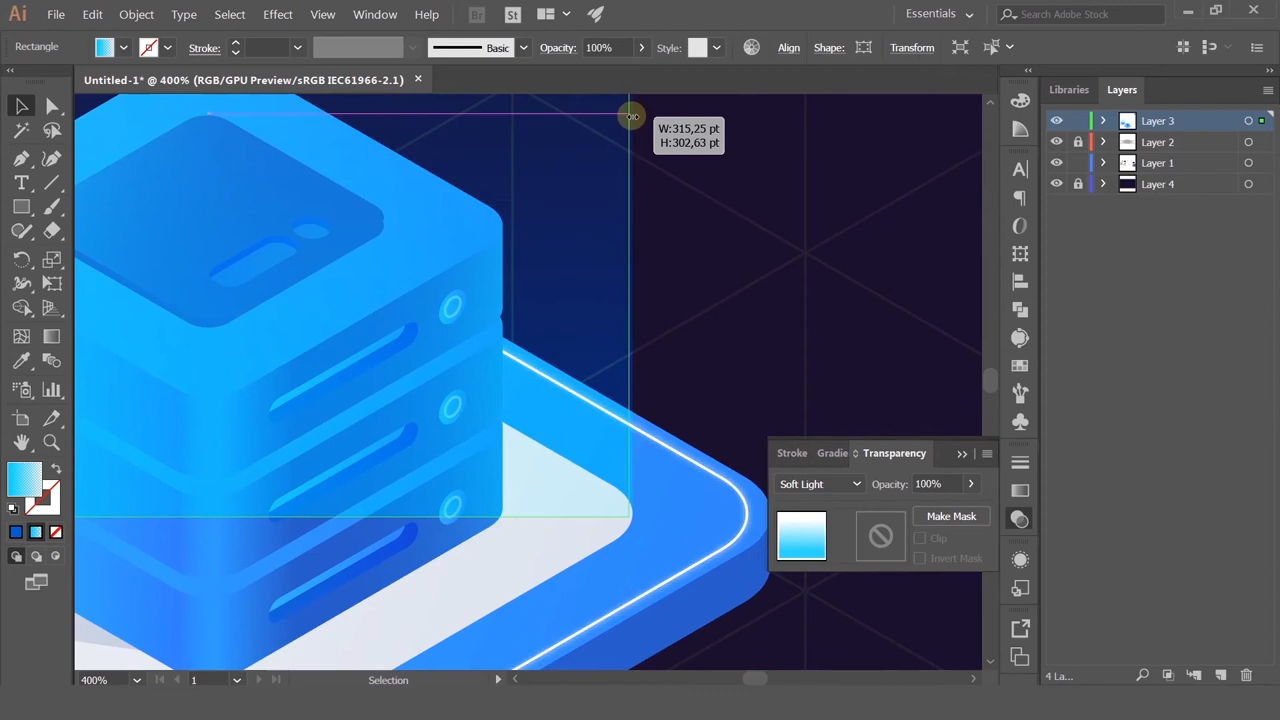 Ai File Edit Object Type Select Effect View Window Help Br St Essentials Search Adobe Stock
Rectangle Stroke: Basic Opacity: 100% Style: Align Shape: Transform
Untitled-1* @ 400% (RGB/GPU Preview/sRGB IEC61966-2.1) ×
Libraries Layers
Layer 3
Layer 2
Layer 1
Layer 4
W:315,25 pt
H:302,63 pt
Stroke Gradie Transparency
Soft Light Opacity: 100%
Make Mask
Clip
Invert Mask
400% 1 Selection
4 La...